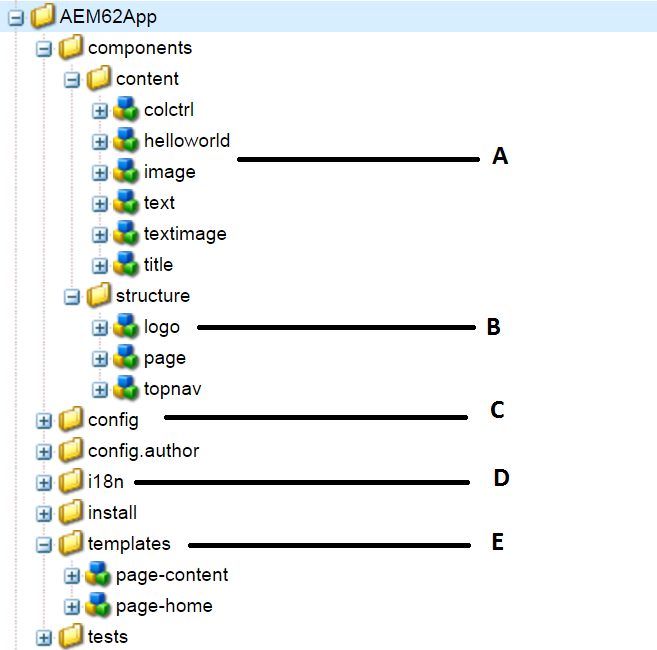 AEM62App
components
content
colctrl
helloworld
A
image
text
textimage
title
structure
logo
B
page
topnav
config
C
config.author
i18n
D
install
templates
E
page-content
page-home
tests